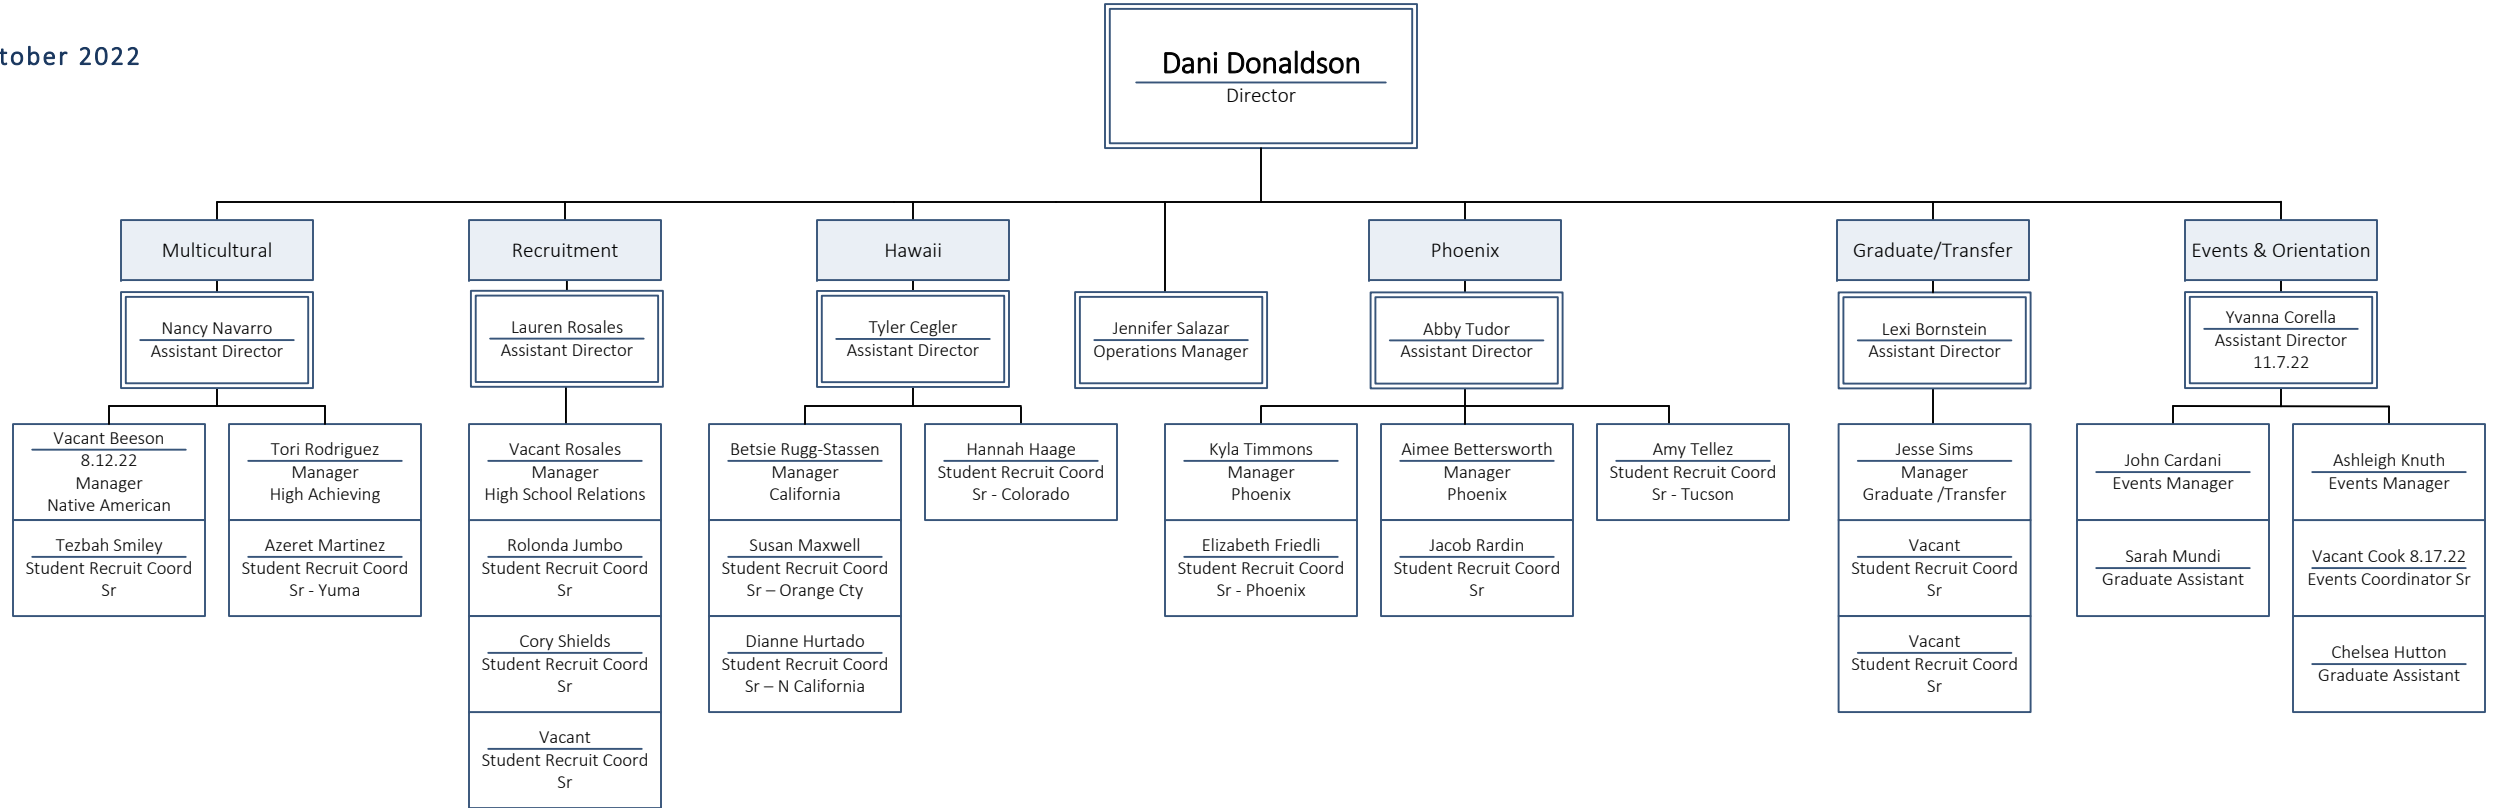 tober 2022
Dani Donaldson
Director
Multicultural
Nancy Navarro
Assistant Director
Vacant Beeson
8.12.22
Manager
Native American
Tezbah Smiley
Student Recruit Coord
Sr
Tori Rodriguez
Manager
High Achieving
Azeret Martinez
Student Recruit Coord
Sr - Yuma
Recruitment
Lauren Rosales
Assistant Director
Vacant Rosales
Manager
High School Relations
Rolonda Jumbo
Student Recruit Coord
Sr
Cory Shields
Student Recruit Coord
Sr
Vacant
Student Recruit Coord
Sr
Hawaii
Tyler Cegler
Assistant Director
Betsie Rugg-Stassen
Manager
California
Susan Maxwell
Student Recruit Coord
Sr – Orange Cty
Dianne Hurtado
Student Recruit Coord
Sr – N California
Hannah Haage
Student Recruit Coord
Sr - Colorado
Jennifer Salazar
Operations Manager
Phoenix
Abby Tudor
Assistant Director
Kyla Timmons
Manager
Phoenix
Elizabeth Friedli
Student Recruit Coord
Sr - Phoenix
Aimee Bettersworth
Manager
Phoenix
Jacob Rardin
Student Recruit Coord
Sr
Amy Tellez
Student Recruit Coord
Sr - Tucson
Graduate/Transfer
Lexi Bornstein
Assistant Director
Jesse Sims
Manager
Graduate /Transfer
Vacant
Student Recruit Coord
Sr
Vacant
Student Recruit Coord
Sr
Events & Orientation
Yvanna Corella
Assistant Director
11.7.22
John Cardani
Events Manager
Sarah Mundi
Graduate Assistant
Ashleigh Knuth
Events Manager
Vacant Cook 8.17.22
Events Coordinator Sr
Chelsea Hutton
Graduate Assistant